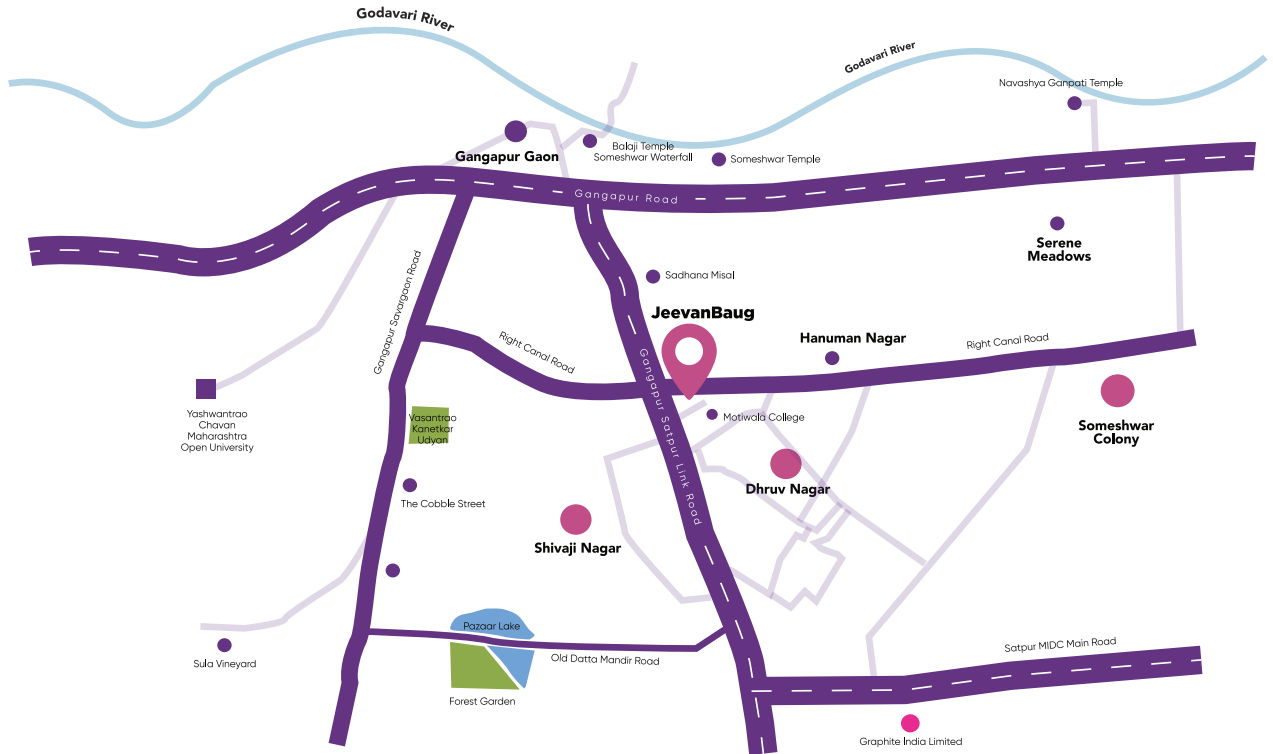 Godavari River
Godavari River
Navashya Ganpati Temple
Gangapur Gaon
Balaji Temple
Someshwar Waterfall
Someshwar Temple
Gangapur Road
Serene
Meadows
Sadhana Misal
Gangapur Savargaon Road
JeevanBaug
Right Canal Road
Hanuman Nagar
Right Canal Road
Gangapur Satpur Link Road
Yashwantrao
Chavan
Maharashtra
Open University
Vasantrao
Kanetkar
Udyan
Motiwala College
Someshwar
Colony
The Cobble Street
Dhruv Nagar
Shivaji Nagar
Pazaar Lake
Sula Vineyard
Old Datta Mandir Road
Satpur MIDC Main Road
Forest Garden
Graphite India Limited